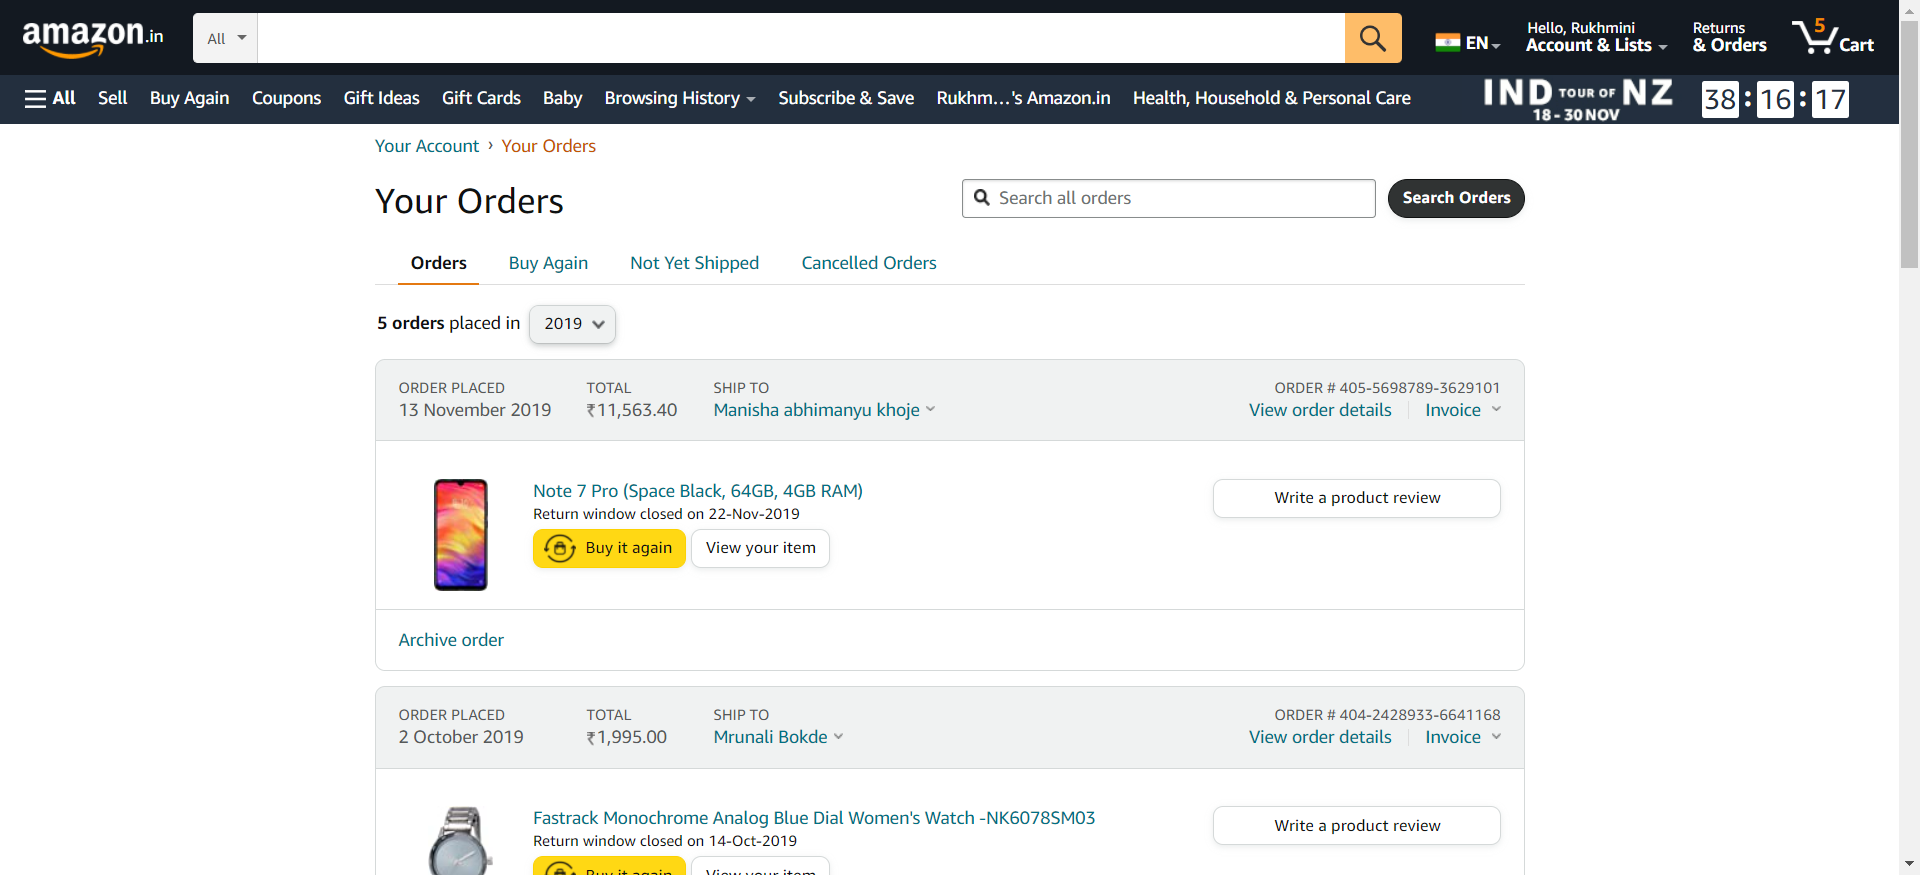 amazon.in
All
EN
Hello, Rukhmini
Account & Lists
Returns
& Orders
5
Cart
All
Sell
Buy Again
Coupons
Gift Ideas
Gift Cards
Baby
Browsing History
Subscribe & Save
Rukhm...'s Amazon.in
Health, Household & Personal Care
IND TOUR OF NZ
18 - 30 NOV
38 : 16 : 17
Your Account › Your Orders
Your Orders
Search all orders
Search Orders
Orders
Buy Again
Not Yet Shipped
Cancelled Orders
5 orders placed in 2019
ORDER PLACED
13 November 2019
TOTAL
₹11,563.40
SHIP TO
Manisha abhimanyu khoje
ORDER # 405-5698789-3629101
View order details
Invoice
Note 7 Pro (Space Black, 64GB, 4GB RAM)
Return window closed on 22-Nov-2019
Buy it again
View your item
Write a product review
Archive order
ORDER PLACED
2 October 2019
TOTAL
₹1,995.00
SHIP TO
Mrunali Bokde
ORDER # 404-2428933-6641168
View order details
Invoice
Fastrack Monochrome Analog Blue Dial Women's Watch -NK6078SM03
Return window closed on 14-Oct-2019
Buy it again
View your item
Write a product review